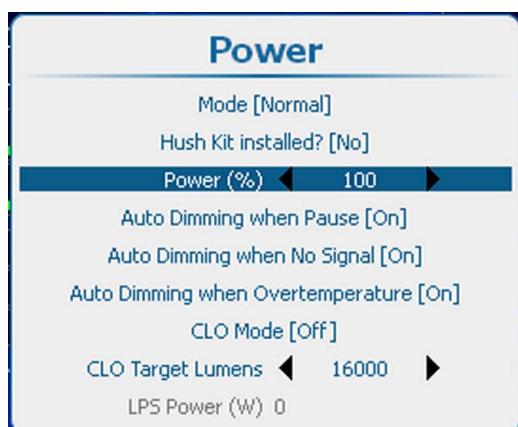 Power
Mode [Normal]
Hush Kit installed? [No]
Power (%) 100
Auto Dimming when Pause [On]
Auto Dimming when No Signal [On]
Auto Dimming when Overtemperature [On]
CLO Mode [Off]
CLO Target Lumens 16000
LPS Power (W) 0